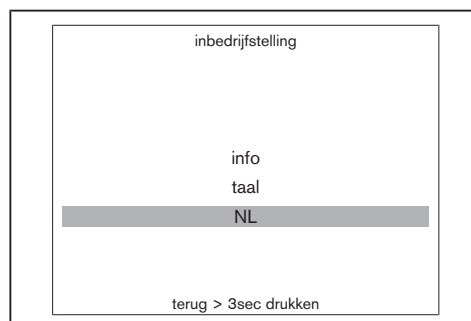 inbedrijfstelling
info
taal
NL
terug > 3sec drukken